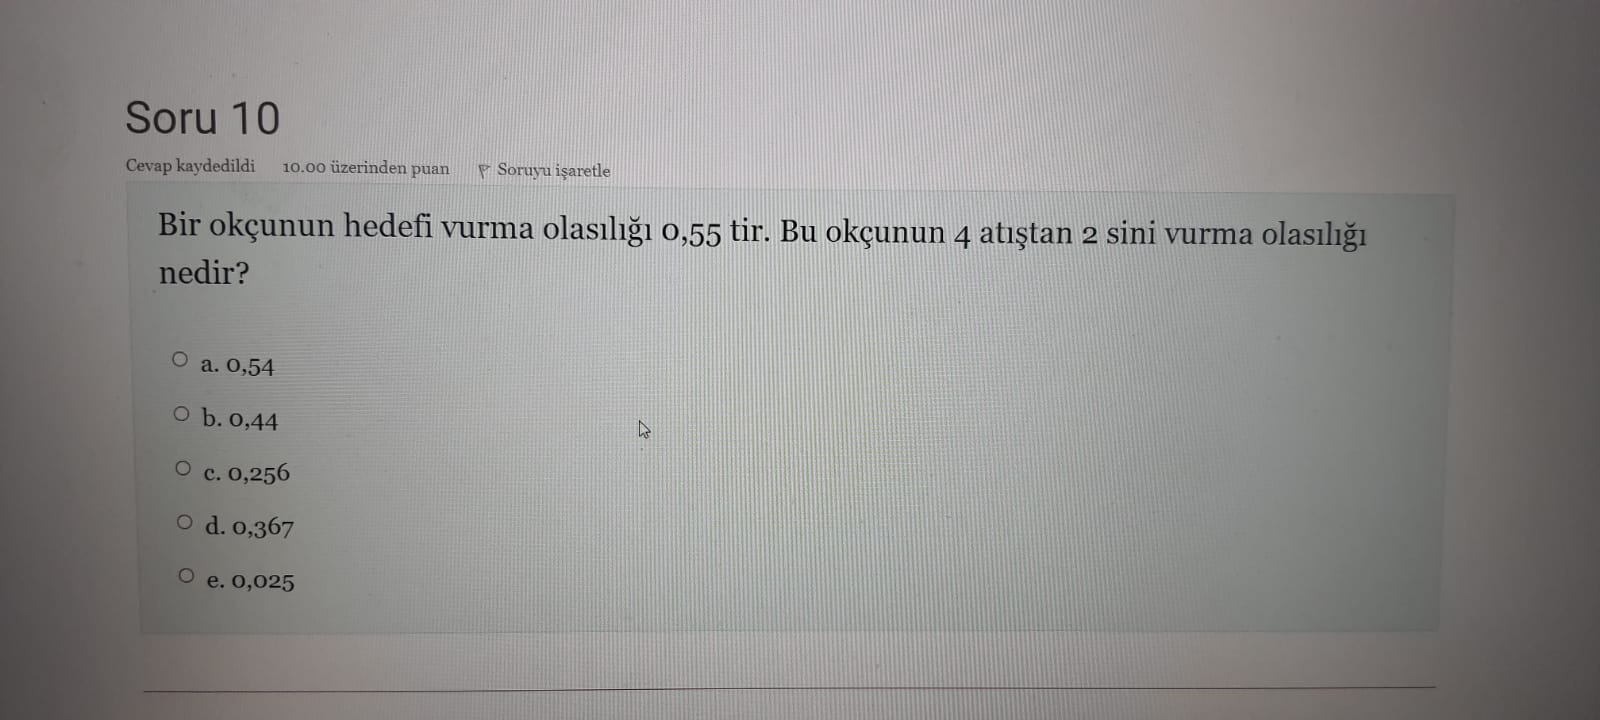 Soru 10
Cevap kaydedildi 10.00 üzerinden puan Soruyu işaretle
Bir okçunun hedefi vurma olasılığı 0,55 tir. Bu okçunun 4 atıştan 2 sini vurma olasılığı
nedir?
a. 0,54
b. 0,44
c. 0,256
d. 0,367
e. 0,025